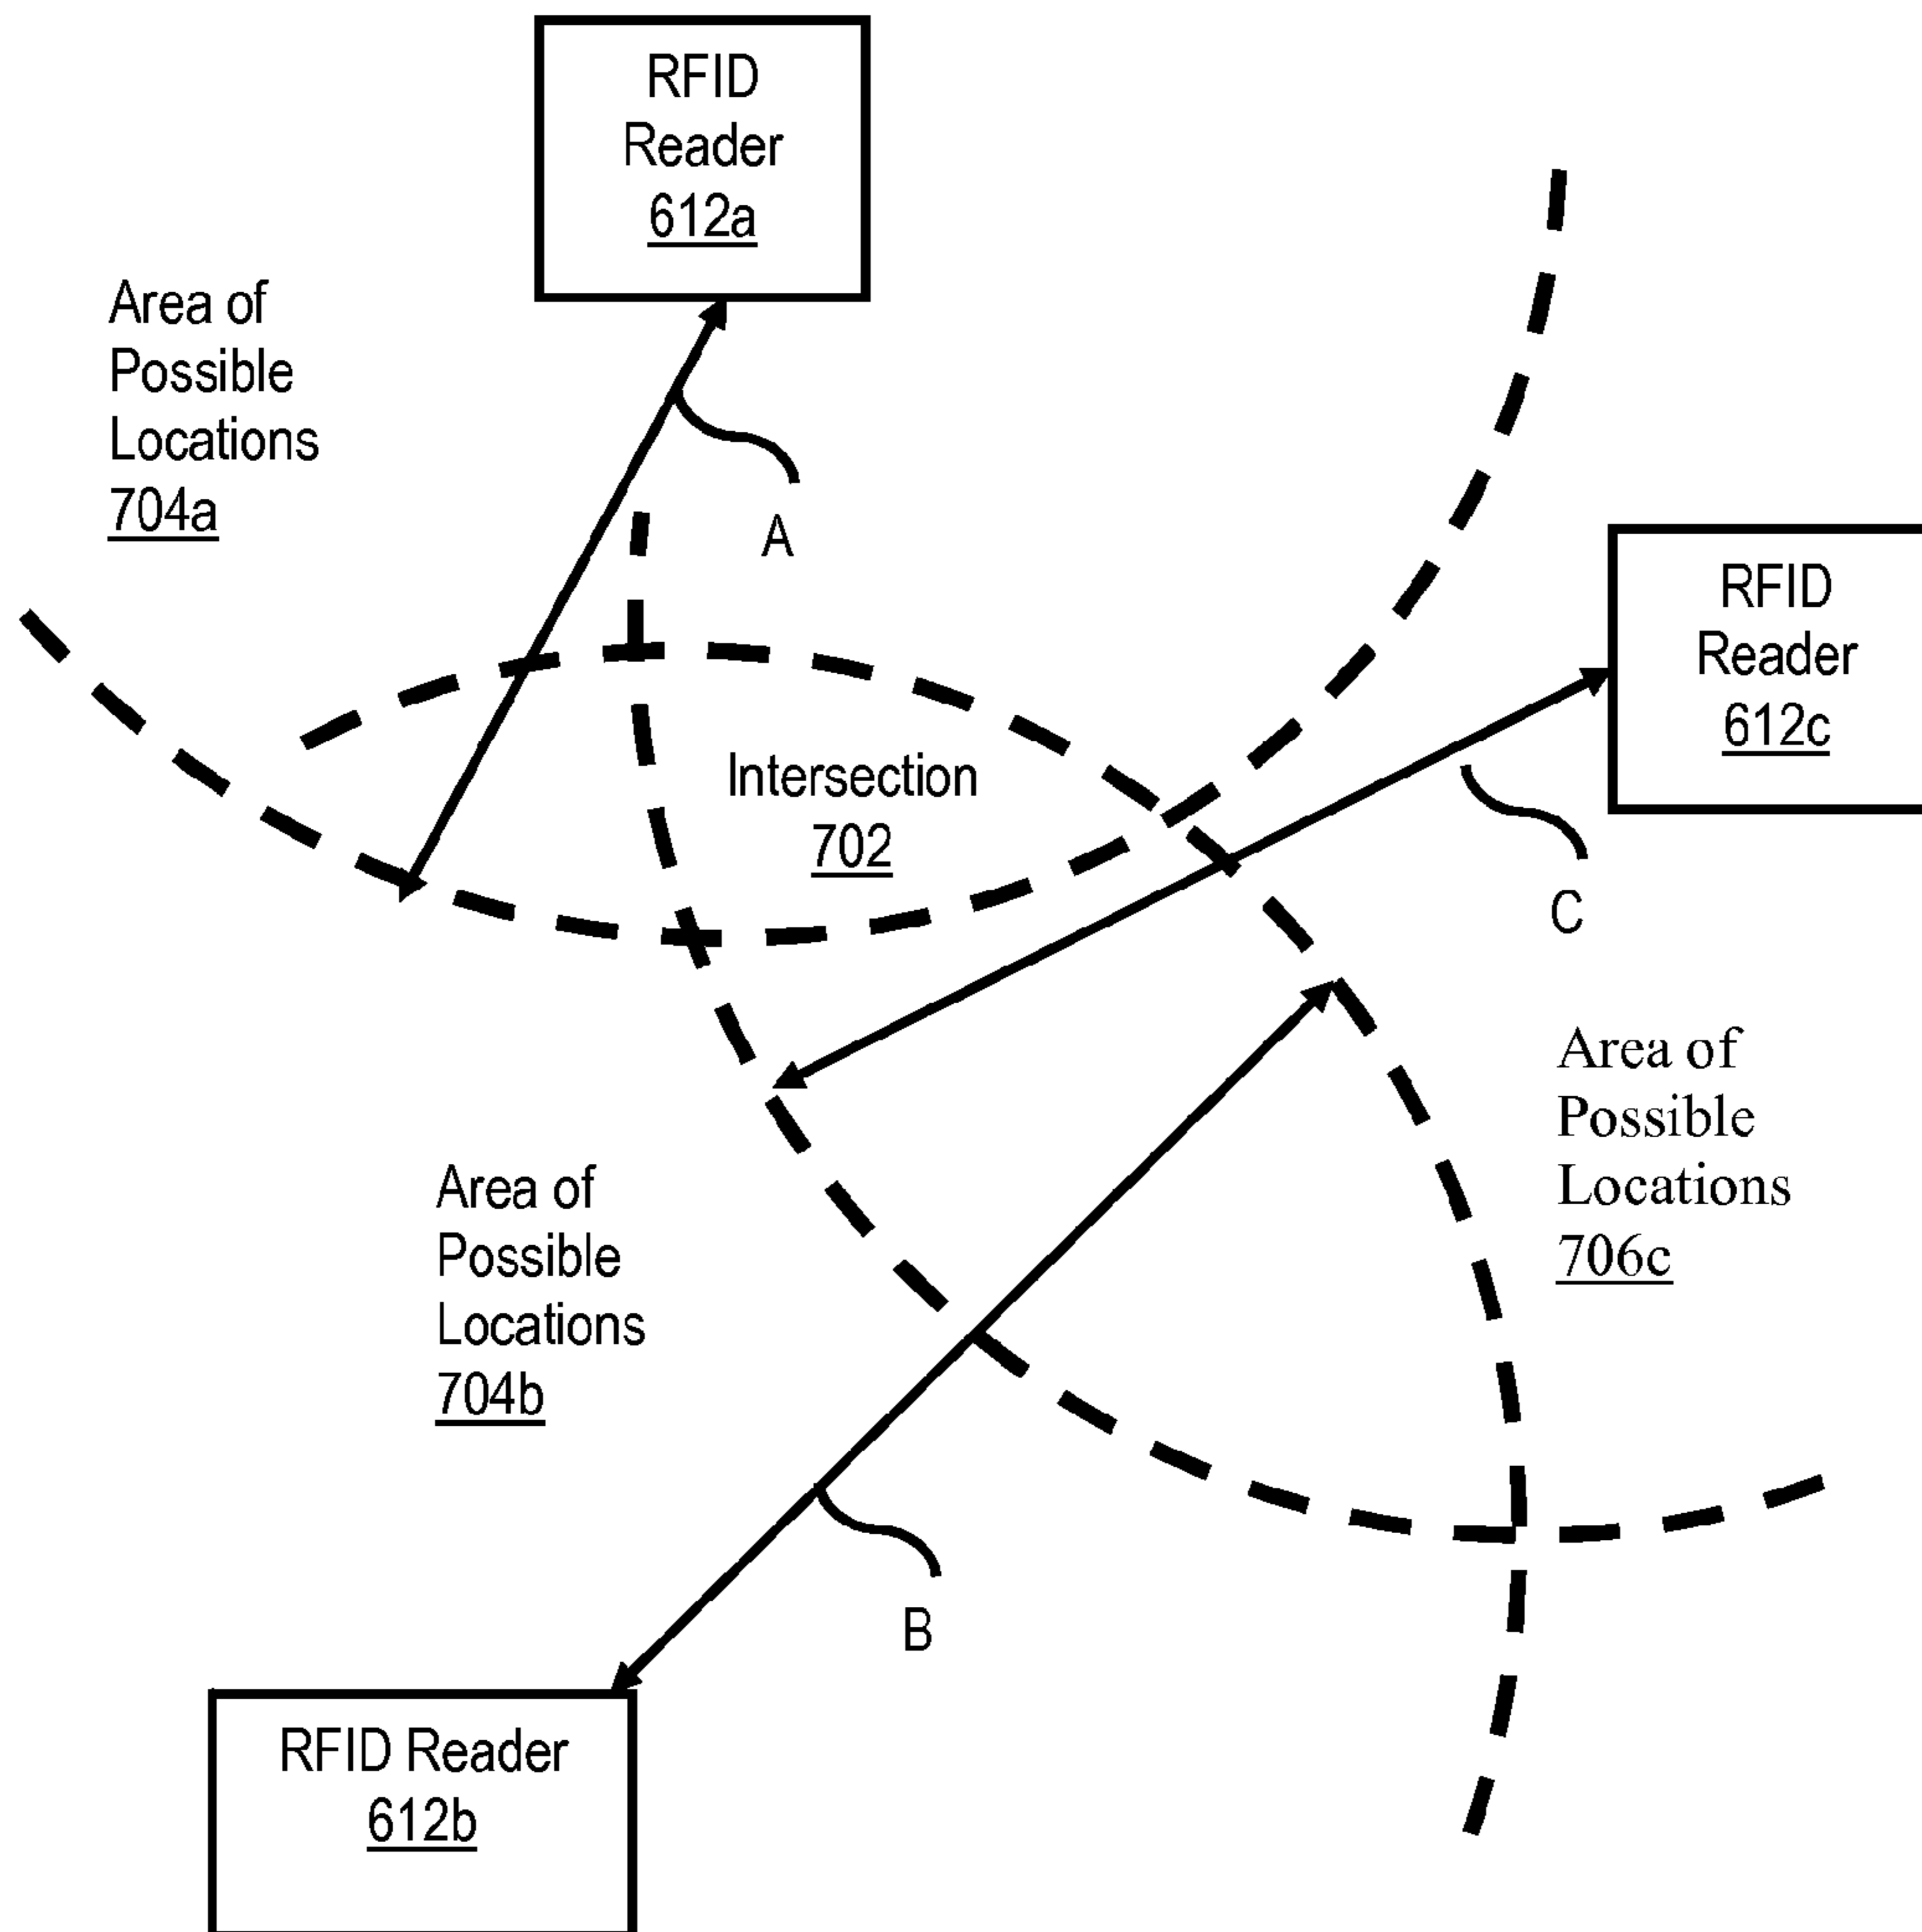 RFID
Reader
612a
Area of
Possible
Locations
704a
A
RFID
Reader
612c
Intersection
702
C
Area of
Possible
Locations
706c
Area of
Possible
Locations
704b
B
RFID Reader
612b